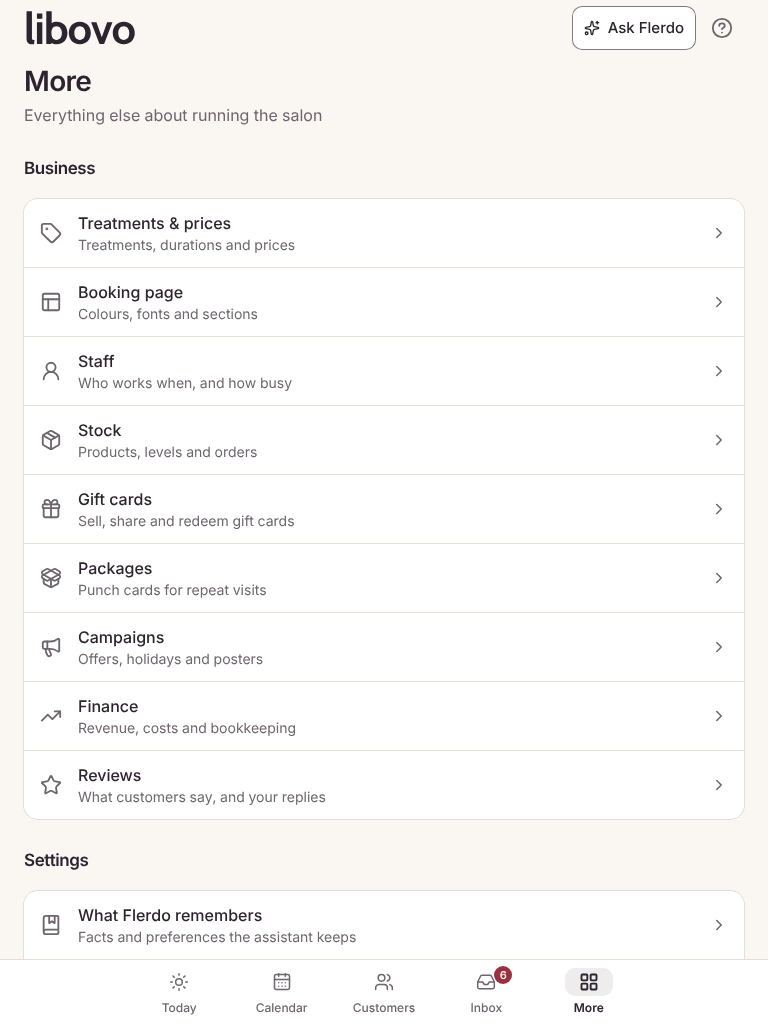 libovo
Ask Flerdo
More
Everything else about running the salon
Business
Treatments & prices
Treatments, durations and prices
Booking page
Colours, fonts and sections
Staff
Who works when, and how busy
Stock
Products, levels and orders
Gift cards
Sell, share and redeem gift cards
Packages
Punch cards for repeat visits
Campaigns
Offers, holidays and posters
Finance
Revenue, costs and bookkeeping
Reviews
What customers say, and your replies
Settings
What Flerdo remembers
Facts and preferences the assistant keeps
6
Today
Calendar
Customers
Inbox
More